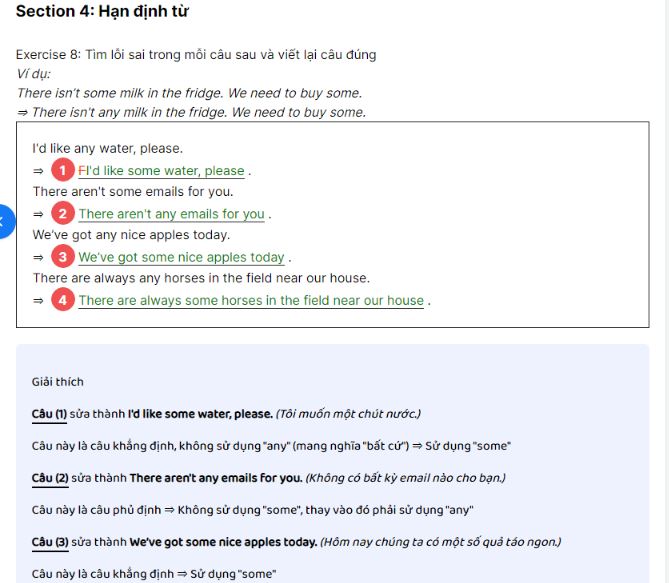 Section 4: Hạn định từ
Exercise 8: Tìm lỗi sai trong mỗi câu sau và viết lại câu đúng
Ví dụ:
There isn't some milk in the fridge. We need to buy some.
⇒ There isn't any milk in the fridge. We need to buy some.
I'd like any water, please.
⇒ 1 FI'd like some water, please .
There aren't some emails for you.
⇒ 2 There aren't any emails for you .
We've got any nice apples today.
⇒ 3 We've got some nice apples today .
There are always any horses in the field near our house.
⇒ 4 There are always some horses in the field near our house .
Giải thích
Câu (1) sửa thành I'd like some water, please. (Tôi muốn một chút nước.)
Câu này là câu khẳng định, không sử dụng "any" (mang nghĩa "bất cứ") ⇒ Sử dụng "some"
Câu (2) sửa thành There aren't any emails for you. (Không có bất kỳ email nào cho bạn.)
Câu này là câu phủ định ⇒ Không sử dụng "some", thay vào đó phải sử dụng "any"
Câu (3) sửa thành We've got some nice apples today. (Hôm nay chúng ta có một số quả táo ngon.)
Câu này là câu khẳng định ⇒ Sử dụng "some"